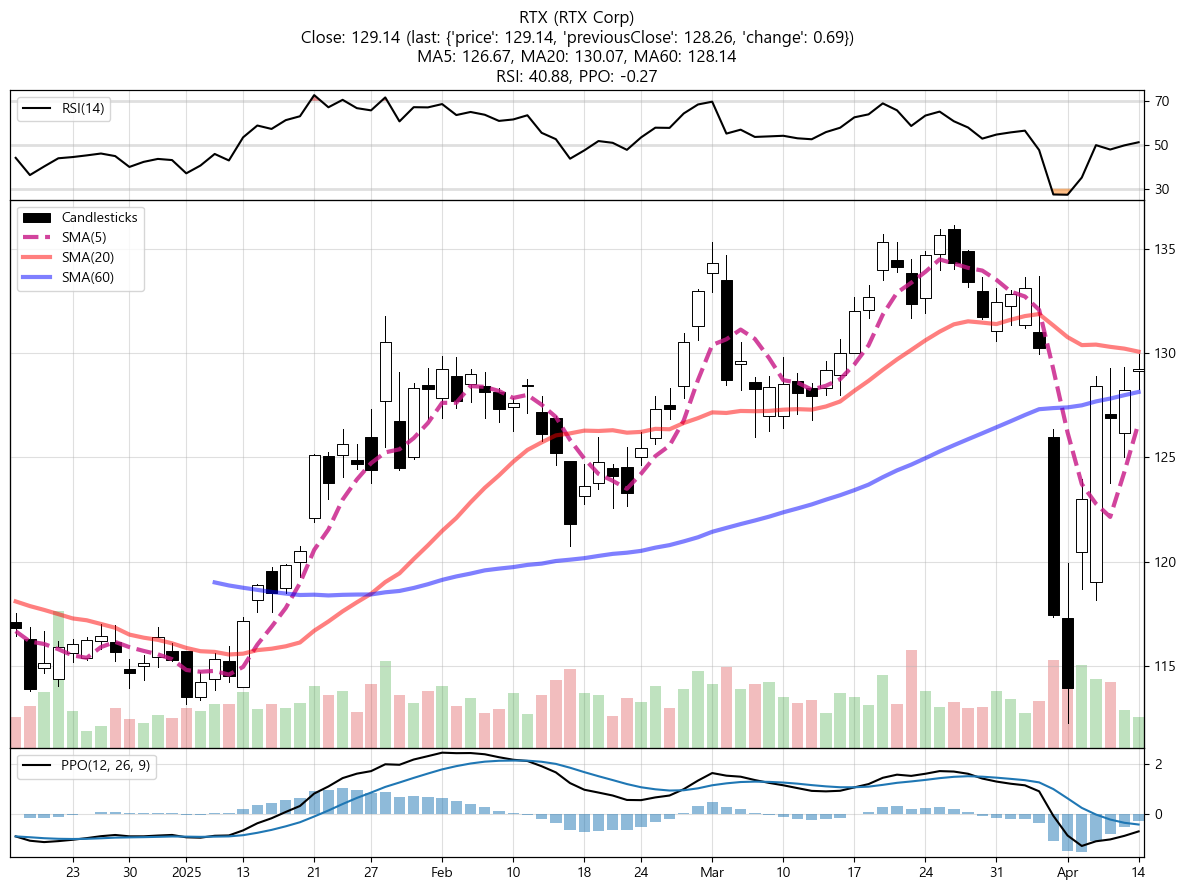 RTX (RTX Corp)
Close: 129.14 (last: {'price': 129.14, 'previousClose': 128.26, 'change': 0.69})
MA5: 126.67, MA20: 130.07, MA60: 128.14
RSI: 40.88, PPO: -0.27
RSI(14)
70
50
30
Candlesticks
SMA(5)
SMA(20)
SMA(60)
135
130
125
120
115
PPO(12, 26, 9)
2
0
23 30 2025 13 21 27 Feb 10 18 24 Mar 10 17 24 31 Apr 14